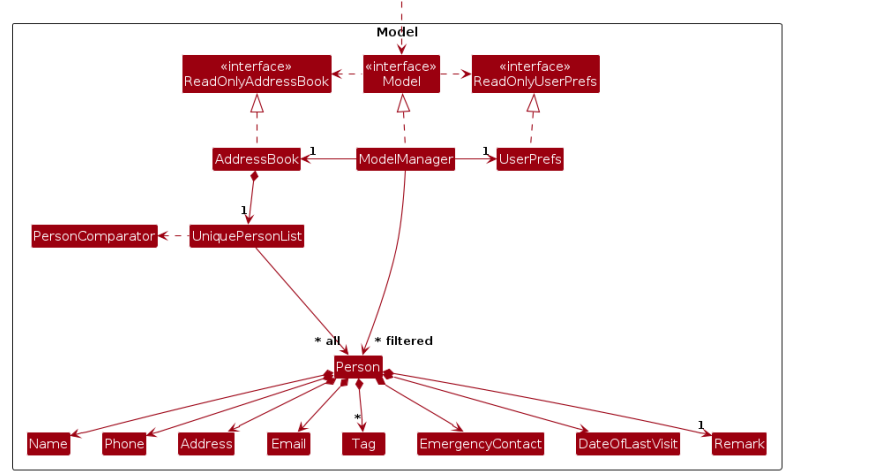 Model
«interface»
ReadOnlyAddressBook
«interface»
Model
«interface»
ReadOnlyUserPrefs
AddressBook
1
ModelManager
1
UserPrefs
1
PersonComparator
UniquePersonList
* all
* filtered
Person
*
1
Name
Phone
Address
Email
Tag
EmergencyContact
DateOfLastVisit
Remark